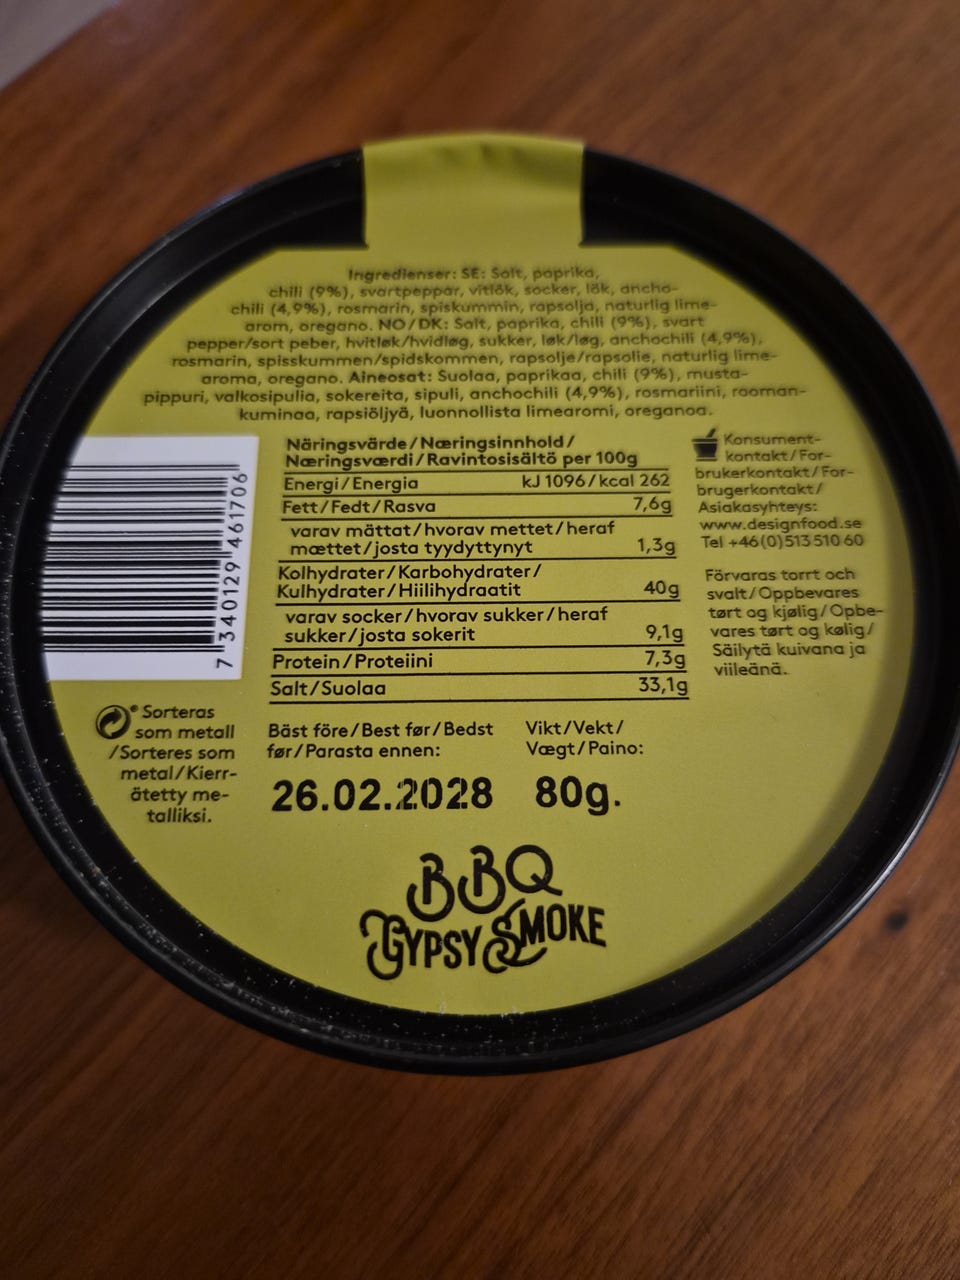 Ingredienser: SE: Salt, paprika,
chili (9%), svartpeppar, vitlök, socker, lök, ancho-
chili (4,9%), rosmarin, spiskummin, rapsolja, naturlig lime-
arom, oregano. NO/DK: Salt, paprika, chili (9%), svart
pepper/sort peber, hvitløk/hvidløg, sukker, løk/løg, anchochili (4,9%),
rosmarin, spisskummen/spidskommen, rapsolje/rapsolie, naturlig lime-
aroma, oregano. Aineosat: Suolaa, paprikaa, chili (9%), musta-
pippuri, valkosipulia, sokereita, sipuli, anchochili (4,9%), rosmariini, rooman-
kuminaa, rapsiöljyä, luonnollista limearomi, oreganoa.
7 340129 461706
Näringsvärde/Næringsinnhold/
Næringsværdi/Ravintosisältö per 100g
Energi/Energia kJ 1096/kcal 262
Fett/Fedt/Rasva 7,6g
varav mättat/hvorav mettet/heraf
mættet/josta tyydyttynyt 1,3g
Kolhydrater/Karbohydrater/
Kulhydrater/Hiilihydraatit 40g
varav socker/hvorav sukker/heraf
sukker/josta sokerit 9,1g
Protein/Proteiini 7,3g
Salt/Suolaa 33,1g
Konsument-
kontakt/For-
brukerkontakt/For-
brugerkontakt/
Asiakasyhteys:
www.designfood.se
Tel +46(0)513 510 60
Förvaras torrt och
svalt/Oppbevares
tørt og kjølig/Opbe-
vares tørt og kølig/
Säilytä kuivana ja
viileänä.
Sorteras
som metall
/Sorteres som
metal/Kierr-
ätetty me-
talliksi.
Bäst före/Best før/Bedst
før/Parasta ennen:
26.02.2028
Vikt/Vekt/
Vægt/Paino:
80g.
BBQ
GYPSY SMOKE